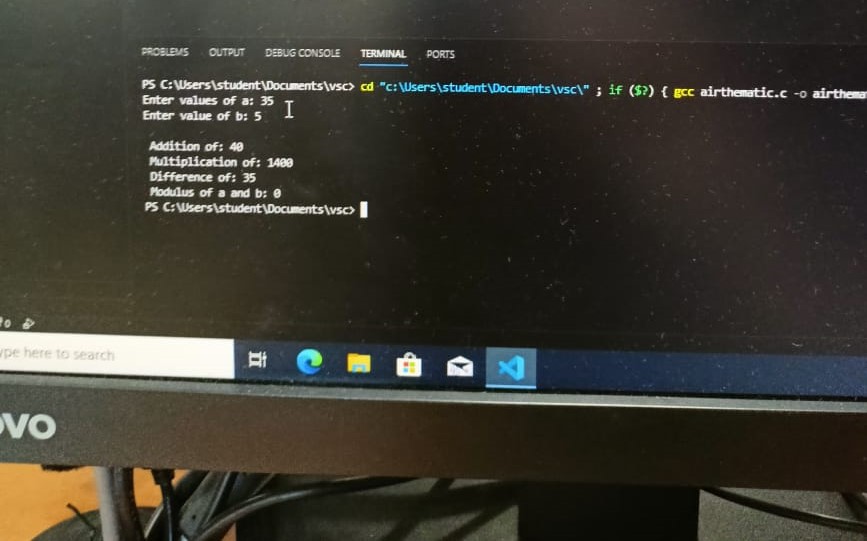 PROBLEMS OUTPUT DEBUG CONSOLE TERMINAL PORTS
PS C:\Users\student\Documents\vsc> cd "c:\Users\student\Documents\vsc\" ; if ($?) { gcc airthematic.c -o airthema
Enter values of a: 35
Enter value of b: 5
Addition of: 40
Multiplication of: 1400
Difference of: 35
Modulus of a and b: 0
PS C:\Users\student\Documents\vsc>
0
ype here to search
OVO